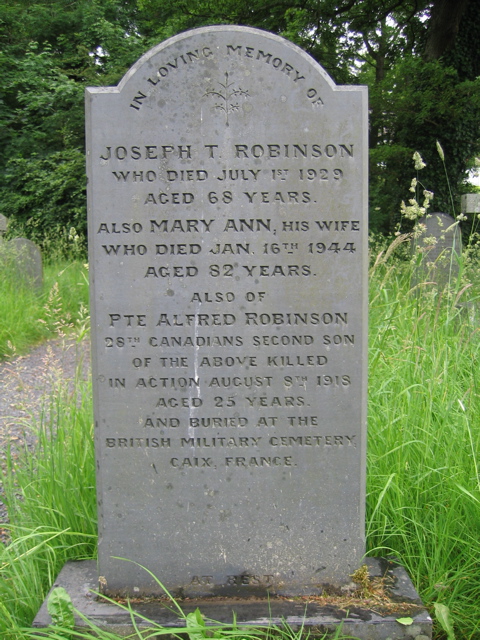 IN LOVING MEMORY OF
JOSEPH T. ROBINSON
WHO DIED JULY 1ST 1929
AGED 68 YEARS.
ALSO MARY ANN, HIS WIFE
WHO DIED JAN. 16TH 1944
AGED 82 YEARS.
ALSO OF
PTE ALFRED ROBINSON
28TH CANADIANS SECOND SON
OF THE ABOVE KILLED
IN ACTION AUGUST 8TH 1918
AGED 25 YEARS.
AND BURIED AT THE
BRITISH MILITARY CEMETERY
CAIX, FRANCE.
AT REST